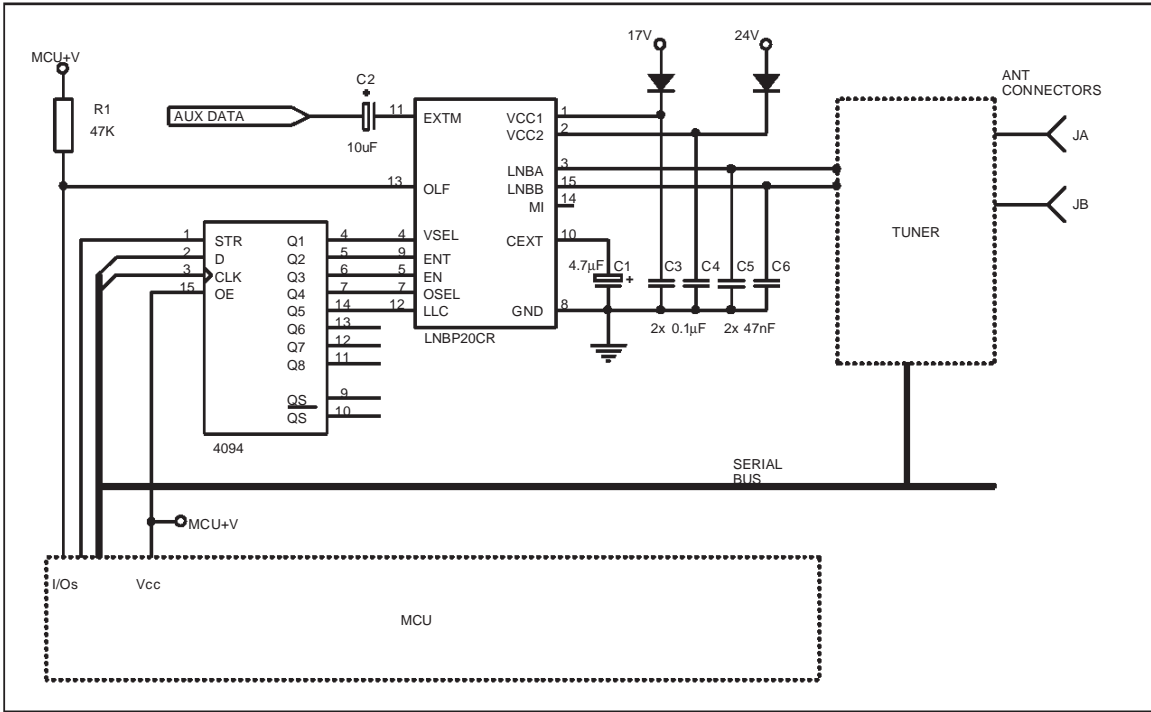 17V
24V
MCU+V
C2
+
ANT
CONNECTORS
R1
47K
AUX DATA
10uF
11 EXTM
VCC1 1
VCC2 2
JA
LNBA 3
13 OLF
LNBB 15
MI 14
JB
TUNER
1 STR Q1 4
4 VSEL
CEXT 10
2 D Q2 5
9 ENT
3 CLK Q3 6
5 EN
4.7µF C1 +
C3 C4 C5 C6
15 OE Q4 7
7 OSEL
Q5 14
12 LLC
GND 8
Q6 13
Q7 12
Q8 11
LNBP20CR
2x 0.1µF 2x 47nF
QS 9
QS 10
4094
SERIAL
BUS
MCU+V
I/Os Vcc
MCU